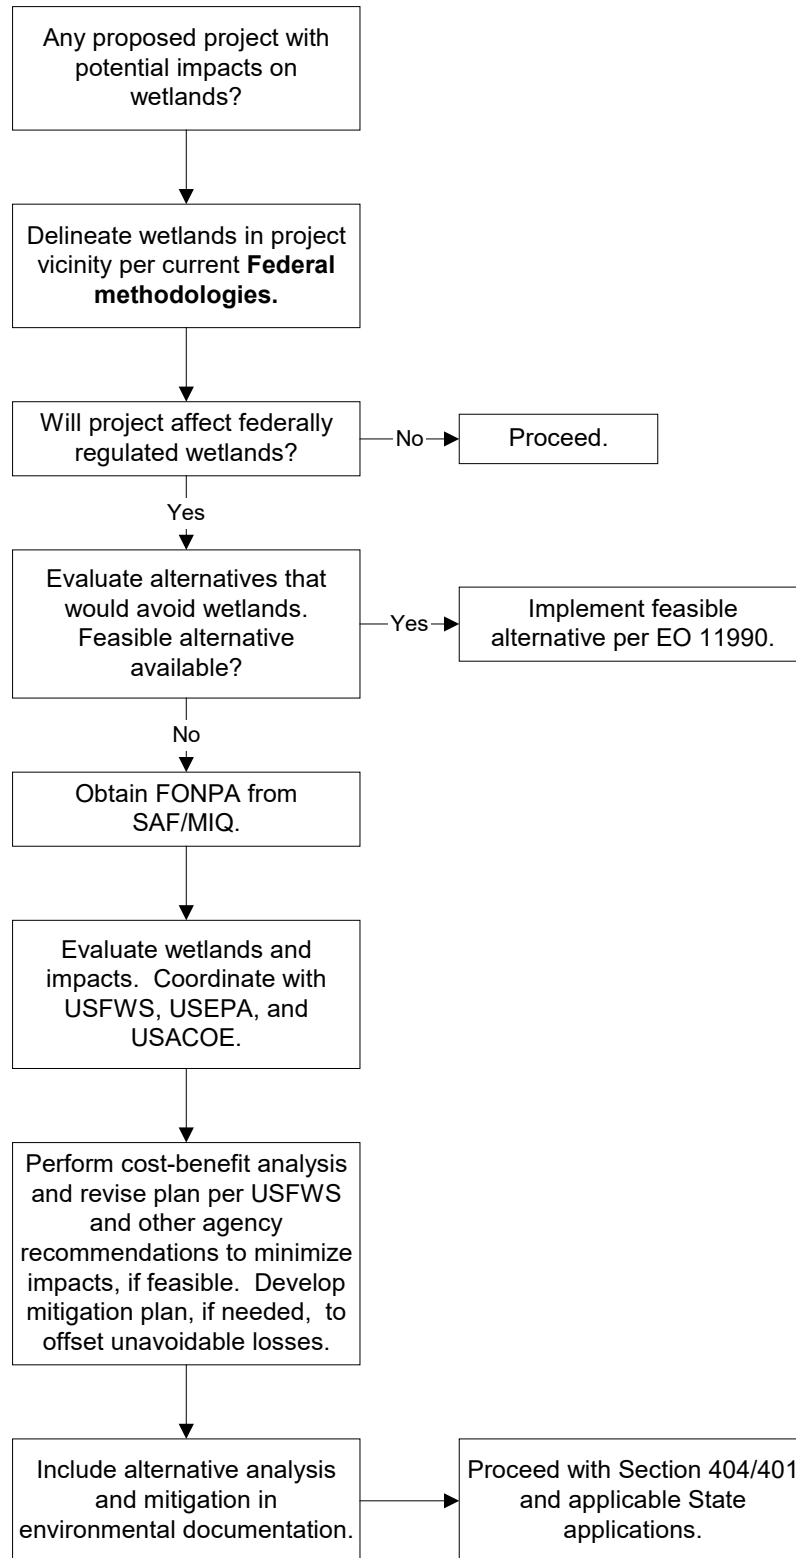 Any proposed project with
potential impacts on
wetlands?
Delineate wetlands in project
vicinity per current Federal
methodologies.
Will project affect federally
regulated wetlands?
No
Proceed.
Yes
Evaluate alternatives that
would avoid wetlands.
Feasible alternative
available?
Yes
Implement feasible
alternative per EO 11990.
No
Obtain FONPA from
SAF/MIQ.
Evaluate wetlands and
impacts.  Coordinate with
USFWS, USEPA, and
USACOE.
Perform cost-benefit analysis
and revise plan per USFWS
and other agency
recommendations to minimize
impacts, if feasible.  Develop
mitigation plan, if needed,  to
offset unavoidable losses.
Include alternative analysis
and mitigation in
environmental documentation.
Proceed with Section 404/401
and applicable State
applications.